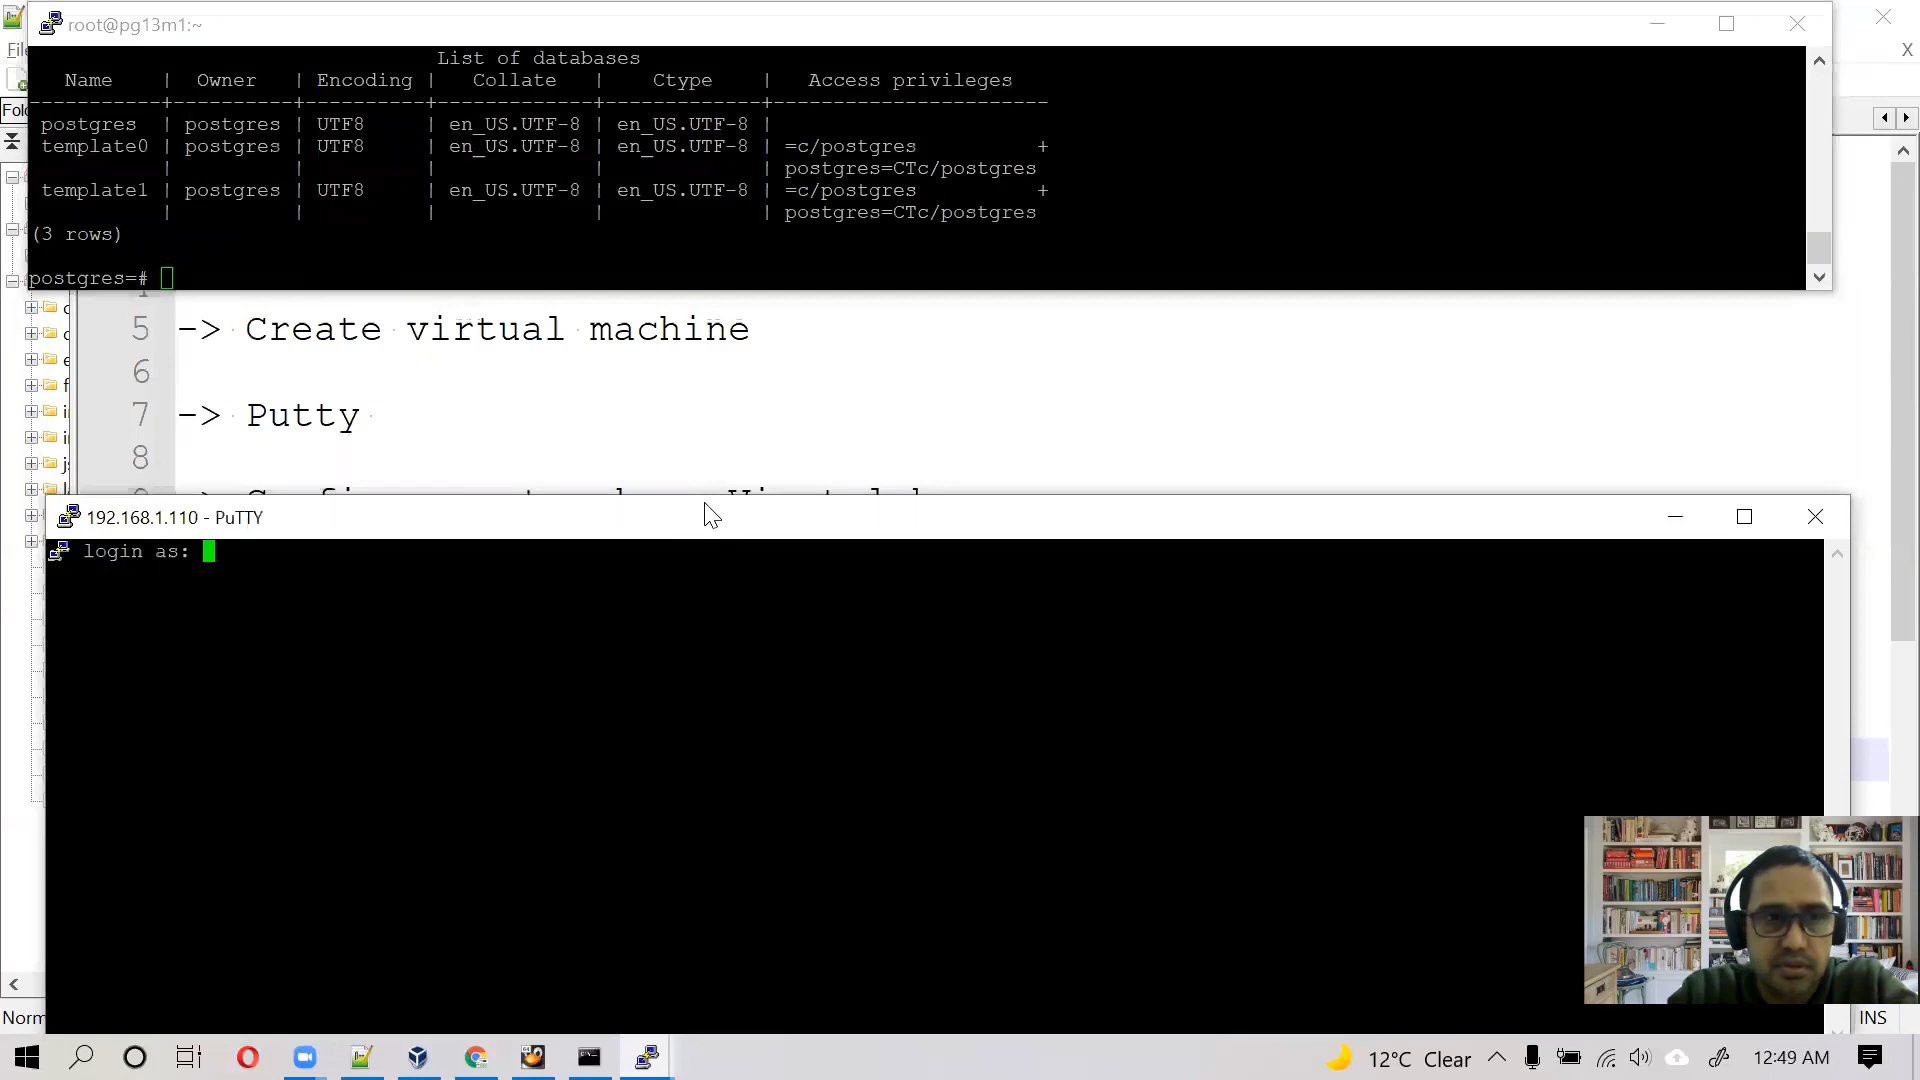 root@pg13m1:~
File
List of databases
Name | Owner | Encoding | Collate | Ctype | Access privileges
-----------+----------+----------+-------------+-------------+-----------------------
postgres | postgres | UTF8 | en_US.UTF-8 | en_US.UTF-8 |
template0 | postgres | UTF8 | en_US.UTF-8 | en_US.UTF-8 | =c/postgres +
| | | | | postgres=CTc/postgres
template1 | postgres | UTF8 | en_US.UTF-8 | en_US.UTF-8 | =c/postgres +
| | | | | postgres=CTc/postgres
(3 rows)
postgres=#
5 -> Create virtual machine
6
7 -> Putty
8
192.168.1.110 - PuTTY
login as:
Norm
INS
12°C Clear
12:49 AM